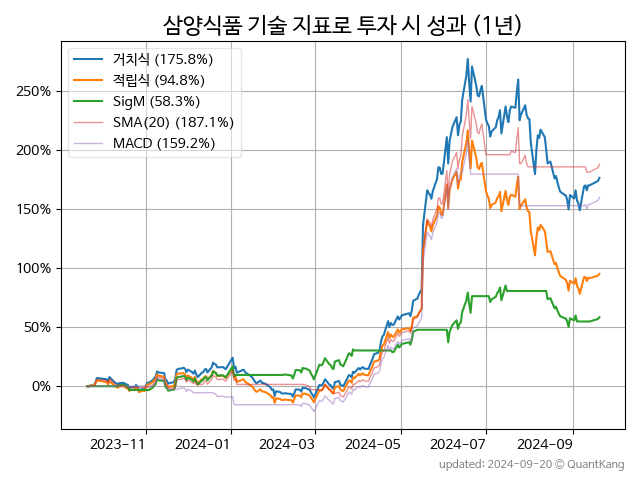 삼양식품 기술 지표로 투자 시 성과 (1년)
거치식 (175.8%)
적립식 (94.8%)
SigM (58.3%)
SMA(20) (187.1%)
MACD (159.2%)
250%
200%
150%
100%
50%
0%
2023-11
2024-01
2024-03
2024-05
2024-07
2024-09
updated: 2024-09-20 © QuantKang